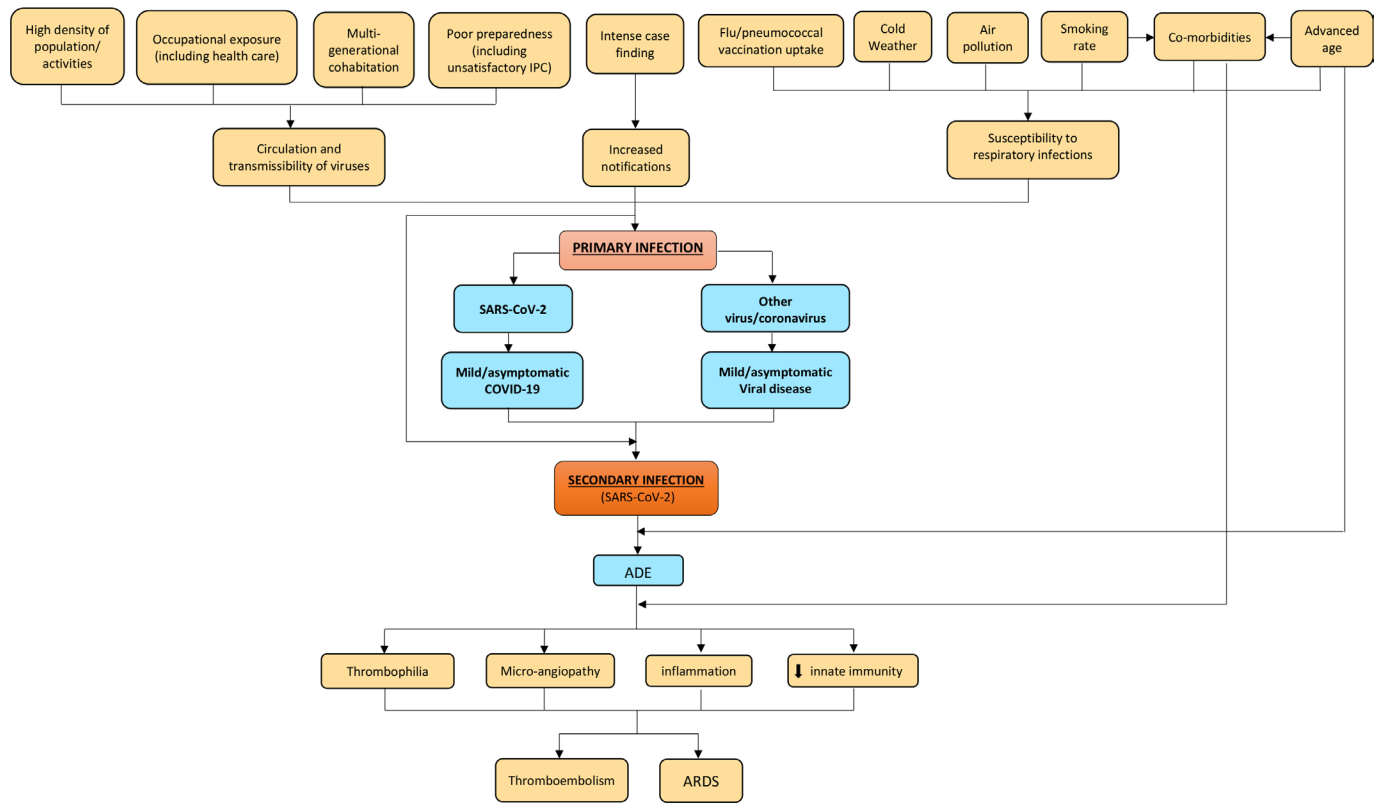 High density of
population/
activities
Occupational exposure
(including health care)
Multi-
generational
cohabitation
Poor preparedness
(including
unsatisfactory IPC)
Intense case
finding
Flu/pneumococcal
vaccination uptake
Cold
Weather
Air
pollution
Smoking
rate
Co-morbidities
Advanced
age
Circulation and
transmissibility of viruses
Increased
notifications
Susceptibility to
respiratory infections
PRIMARY INFECTION
SARS-CoV-2
Other
virus/coronavirus
Mild/asymptomatic
COVID-19
Mild/asymptomatic
Viral disease
SECONDARY INFECTION
(SARS-CoV-2)
ADE
Thrombophilia
Micro-angiopathy
inflammation
innate immunity
Thromboembolism
ARDS